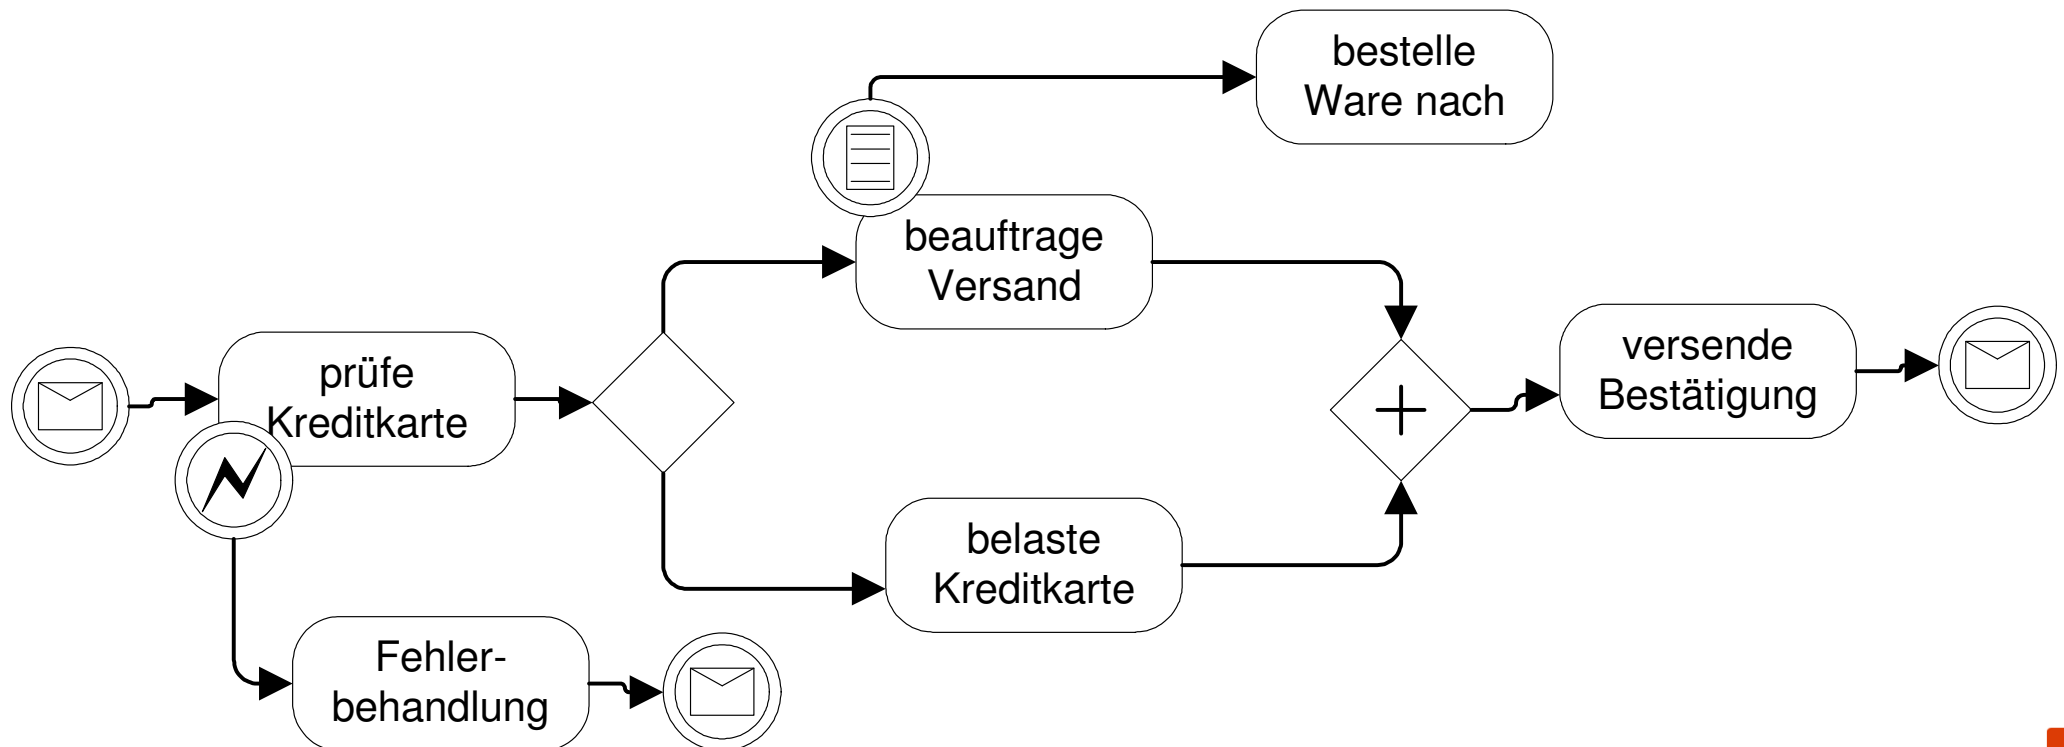 bestelle
Ware nach
beauftrage
Versand
prüfe
Kreditkarte
versende
Bestätigung
belaste
Kreditkarte
Fehler-
behandlung